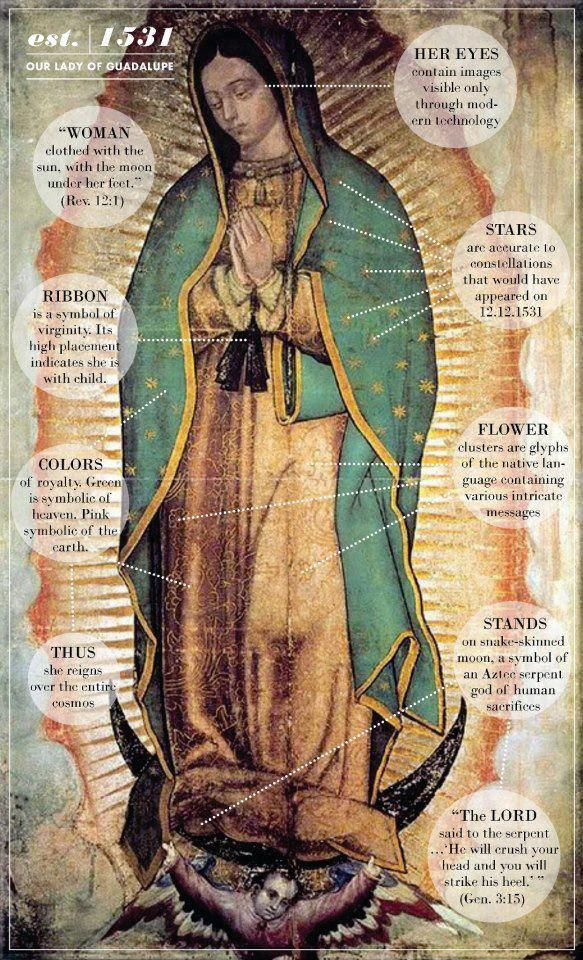 est. | 1531
OUR LADY OF GUADALUPE
HER EYES
contain images
visible only
through mod-
ern technology
“WOMAN
clothed with the
sun, with the moon
under her feet.”
(Rev. 12:1)
STARS
are accurate to
constellations
that would have
appeared on
12.12.1531
RIBBON
is a symbol of
virginity. Its
high placement
indicates she is
with child.
FLOWER
clusters are glyphs
of the native lan-
guage containing
various intricate
messages
COLORS
of royalty. Green
is symbolic of
heaven. Pink
symbolic of the
earth.
STANDS
on snake-skinned
moon, a symbol of
an Aztec serpent
god of human
sacrifices
THUS
she reigns
over the entire
cosmos
“The LORD
said to the serpent
...‘He will crush your
head and you will
strike his heel.’ ”
(Gen. 3:15)